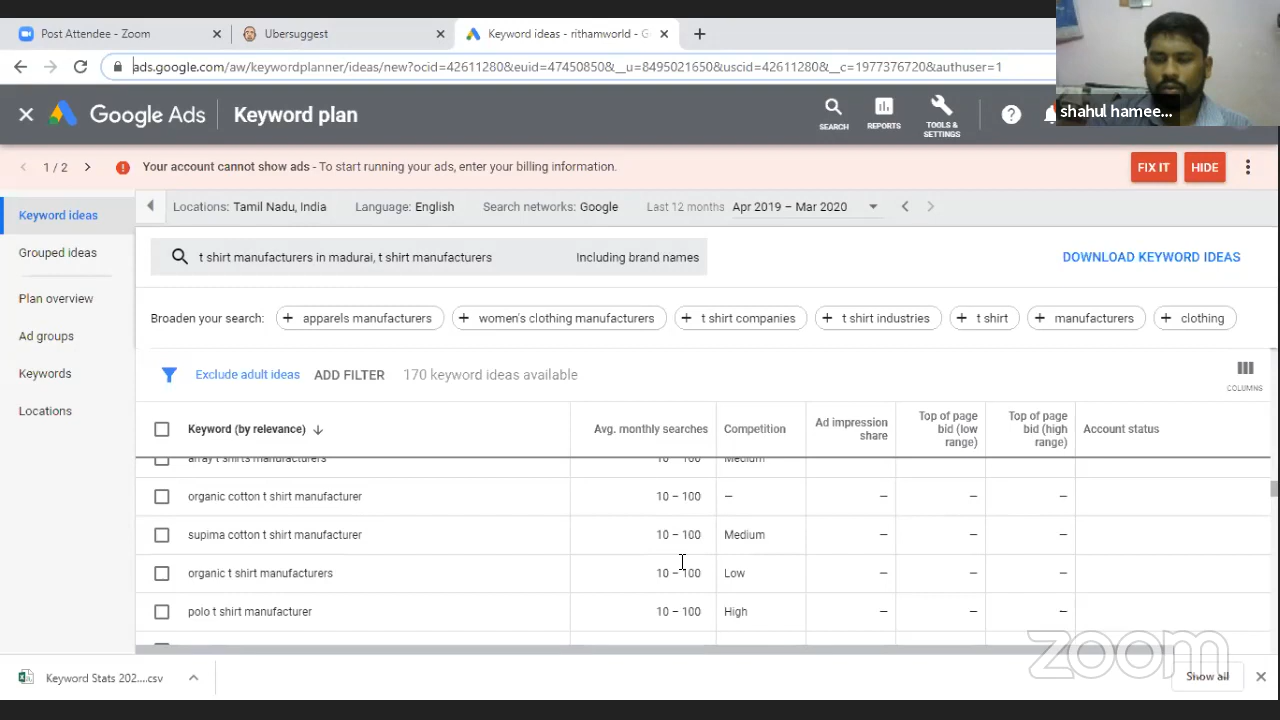 Post Attendee - Zoom
Ubersuggest
Keyword ideas - rithamworld - G
ads.google.com/aw/keywordplanner/ideas/new?ocid=42611280&euid=47450850&__u=8495021650&uscid=42611280&__c=1977376720&authuser=1
shahul hamee...
Google Ads
Keyword plan
SEARCH
REPORTS
TOOLS & SETTINGS
1 / 2
Your account cannot show ads - To start running your ads, enter your billing information.
FIX IT
HIDE
Keyword ideas
Grouped ideas
Plan overview
Ad groups
Keywords
Locations
Locations: Tamil Nadu, India
Language: English
Search networks: Google
Last 12 months Apr 2019 – Mar 2020
t shirt manufacturers in madurai, t shirt manufacturers
Including brand names
DOWNLOAD KEYWORD IDEAS
Broaden your search:
+ apparels manufacturers
+ women's clothing manufacturers
+ t shirt companies
+ t shirt industries
+ t shirt
+ manufacturers
+ clothing
Exclude adult ideas
ADD FILTER
170 keyword ideas available
COLUMNS
Keyword (by relevance)
Avg. monthly searches
Competition
Ad impression share
Top of page bid (low range)
Top of page bid (high range)
Account status
array t shirts manufacturers 10 – 100 Medium
organic cotton t shirt manufacturer 10 – 100 – – – –
supima cotton t shirt manufacturer 10 – 100 Medium – – –
organic t shirt manufacturers 10 – 100 Low – – –
polo t shirt manufacturer 10 – 100 High – – –
zoom
Keyword Stats 202....csv
Show all